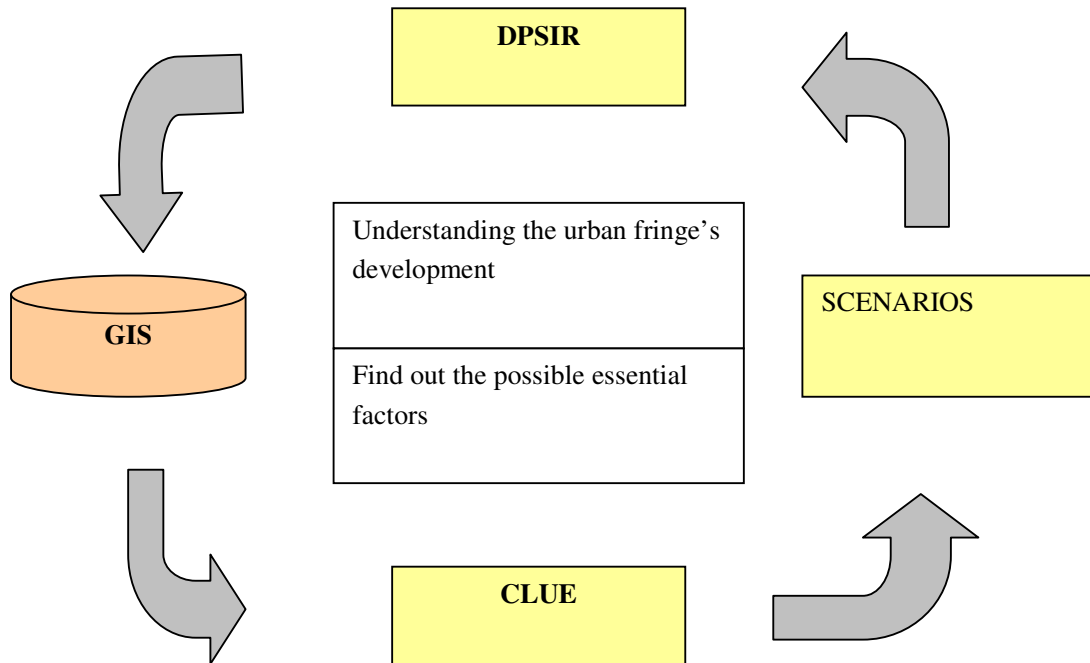 DPSIR
Understanding the urban fringe’s
development
GIS
SCENARIOS
Find out the possible essential
factors
CLUE